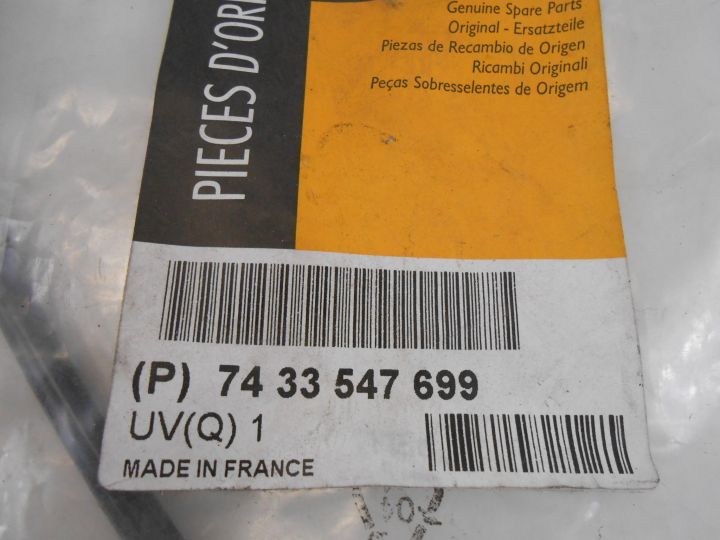 PIECES D'ORI
Genuine Spare Parts
Original - Ersatzteile
Piezas de Recambio de Origen
Ricambi Originali
Peças Sobresselentes de Origem
(P) 74 33 547 699
UV(Q) 1
MADE IN FRANCE